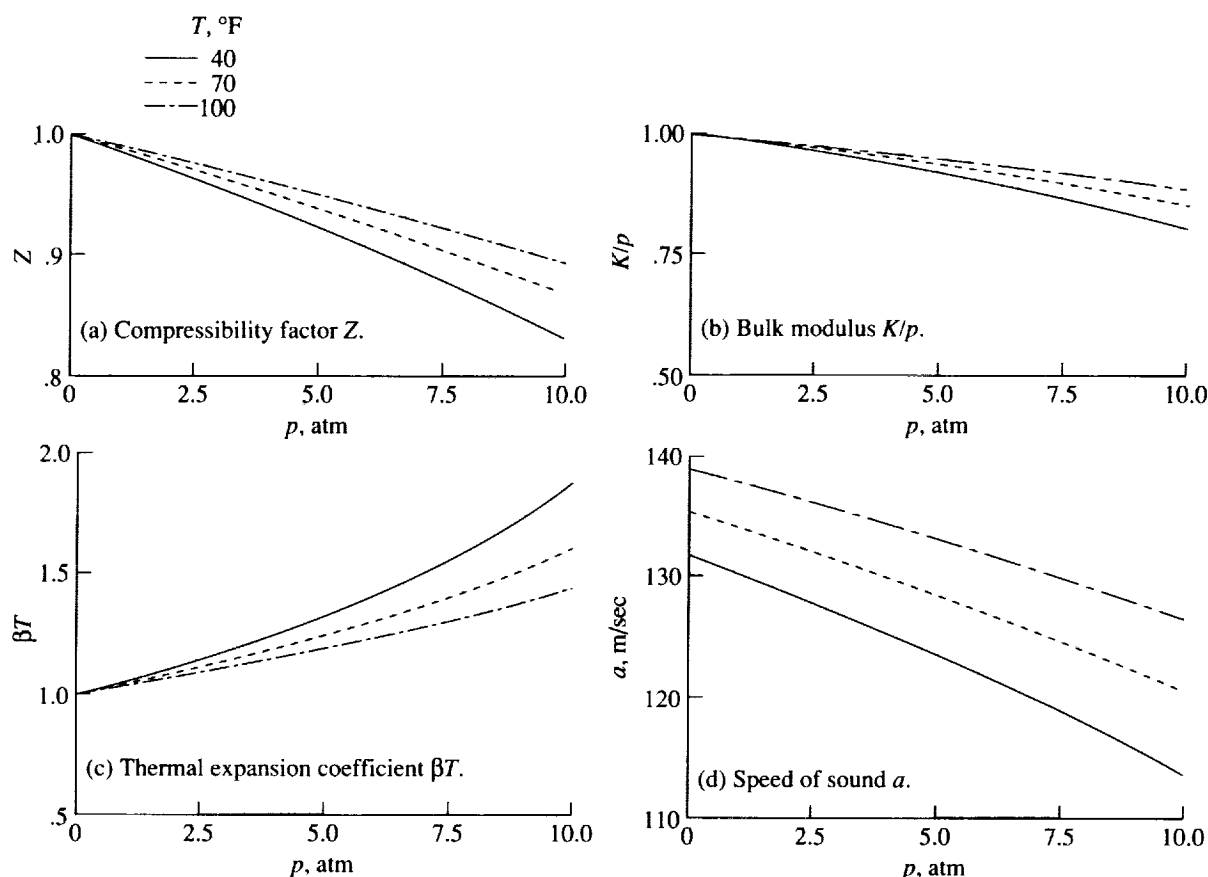 T, °F
40
70
100
1.0
.9
.8
Z
(a) Compressibility factor Z.
0
2.5
5.0
7.5
10.0
p, atm
1.00
.75
.50
K/p
(b) Bulk modulus K/p.
0
2.5
5.0
7.5
10.0
p, atm
2.0
1.5
1.0
.5
βT
(c) Thermal expansion coefficient βT.
0
2.5
5.0
7.5
10.0
p, atm
140
130
120
110
a, m/sec
(d) Speed of sound a.
0
2.5
5.0
7.5
10.0
p, atm